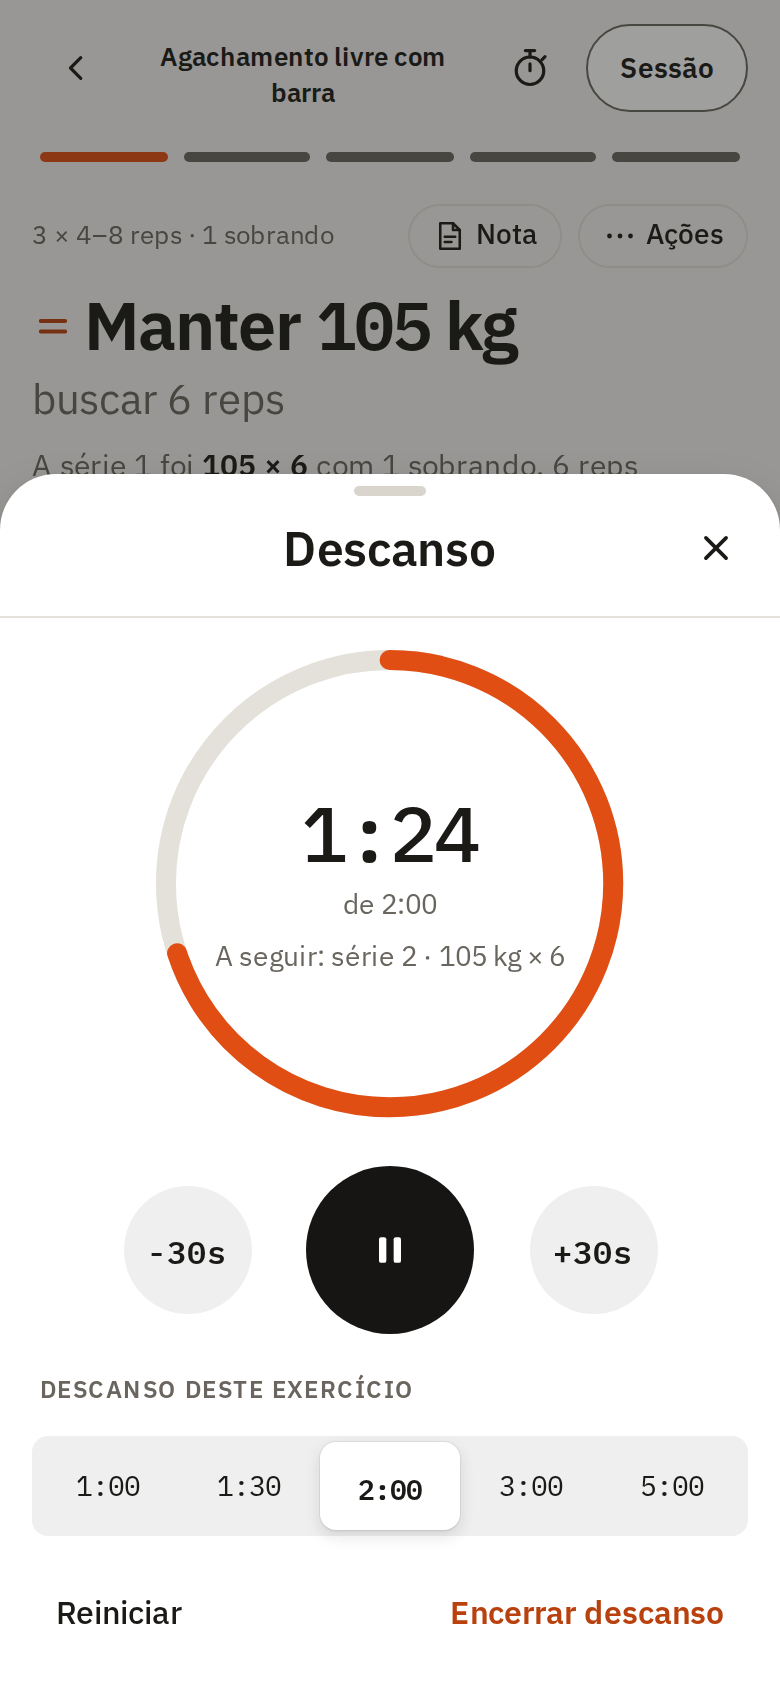 Agachamento livre com
barra
Sessão
3 × 4–8 reps · 1 sobrando
Nota
Ações
= Manter 105 kg
buscar 6 reps
A série 1 foi 105 × 6 com 1 sobrando. 6 reps
Descanso
1:24
de 2:00
A seguir: série 2 · 105 kg × 6
-30s
+30s
DESCANSO DESTE EXERCÍCIO
1:00
1:30
2:00
3:00
5:00
Reiniciar
Encerrar descanso